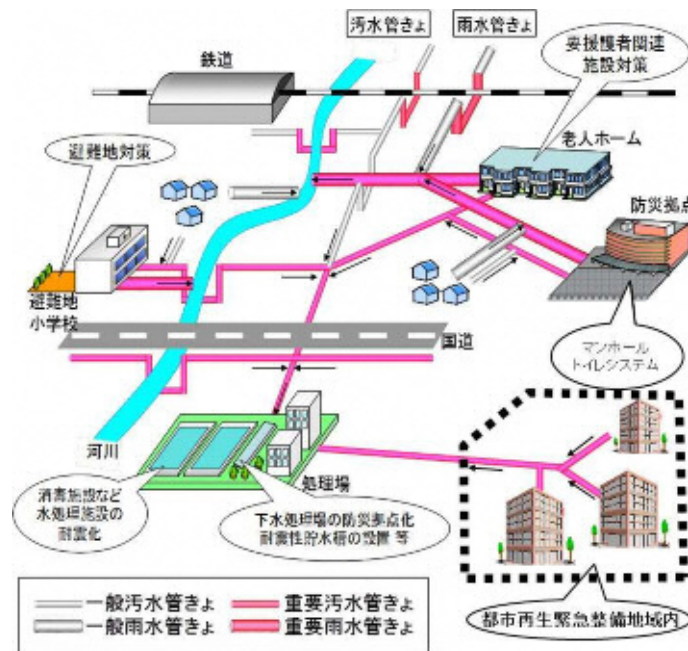 汚水管きょ
雨水管きょ
鉄道
要援護者関連
施設対策
避難地対策
老人ホーム
防災拠点
避難地
小学校
国道
マンホール
トイレシステム
河川
処理場
消毒施設など
水処理施設の
耐震化
下水処理場の防災拠点化
耐震性貯水槽の設置 等
一般汚水管きょ
重要汚水管きょ
一般雨水管きょ
重要雨水管きょ
都市再生緊急整備地域内